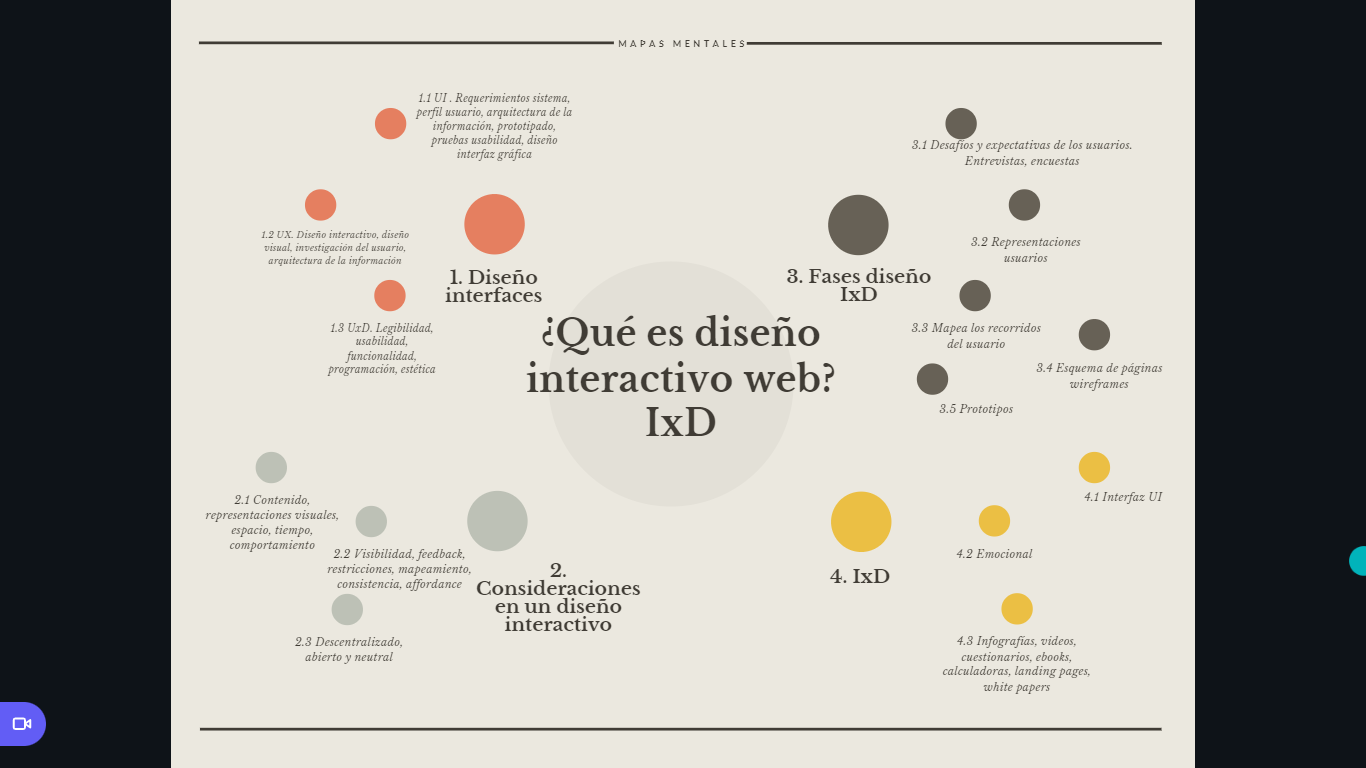 MAPAS MENTALES
1.1 UI . Requerimientos sistema,
perfil usuario, arquitectura de la
información, prototipado,
pruebas usabilidad, diseño
interfaz gráfica
1.2 UX. Diseño interactivo, diseño
visual, investigación del usuario,
arquitectura de la información
1. Diseño
interfaces
1.3 UxD. Legibilidad,
usabilidad,
funcionalidad,
programación, estética
¿Qué es diseño
interactivo web?
IxD
3.1 Desafíos y expectativas de los usuarios.
Entrevistas, encuestas
3.2 Representaciones
usuarios
3. Fases diseño
IxD
3.3 Mapea los recorridos
del usuario
3.4 Esquema de páginas
wireframes
3.5 Prototipos
2.1 Contenido,
representaciones visuales,
espacio, tiempo,
comportamiento
2.2 Visibilidad, feedback,
restricciones, mapeamiento,
consistencia, affordance
2.
Consideraciones
en un diseño
interactivo
2.3 Descentralizado,
abierto y neutral
4.1 Interfaz UI
4.2 Emocional
4. IxD
4.3 Infografías, vídeos,
cuestionarios, ebooks,
calculadoras, landing pages,
white papers